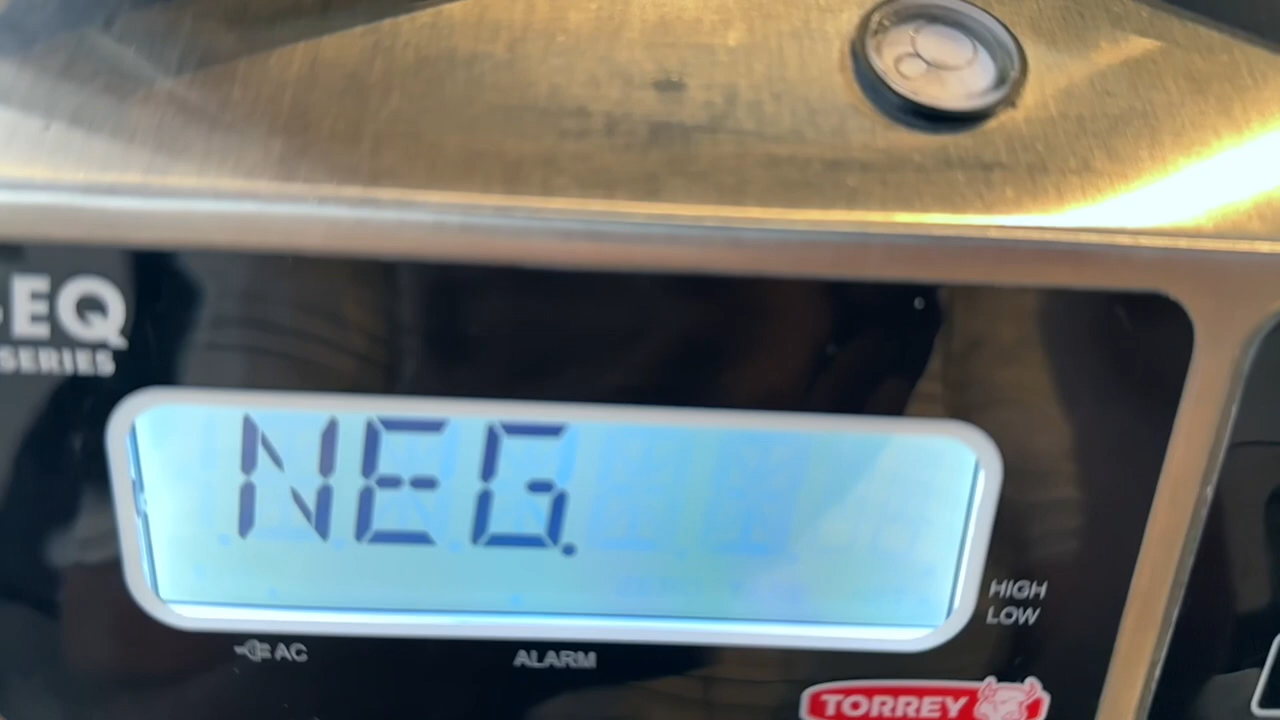 EQ
SERIES
NEG.
HIGH
LOW
AC
ALARM
TORREY